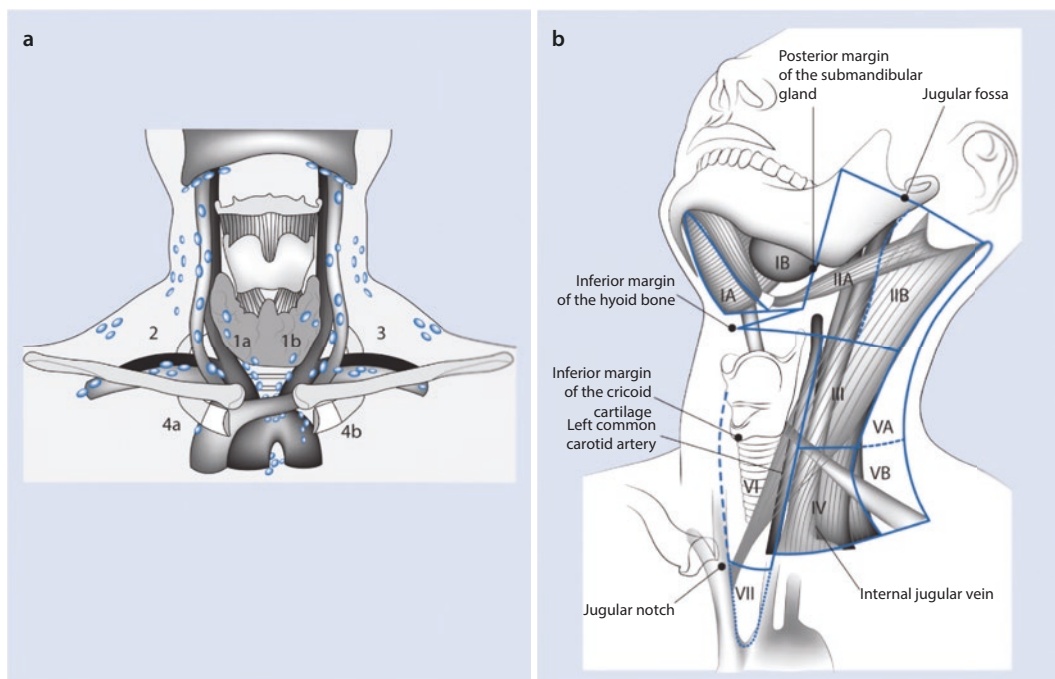 a
2
3
1a
1b
4a
4b
b
Posterior margin
of the submandibular
gland
Jugular fossa
IB
IIA
IA
IIB
Inferior margin
of the hyoid bone
Inferior margin
of the cricoid
cartilage
Left common
carotid artery
III
VA
VB
VI
IV
Internal jugular vein
VII
Jugular notch